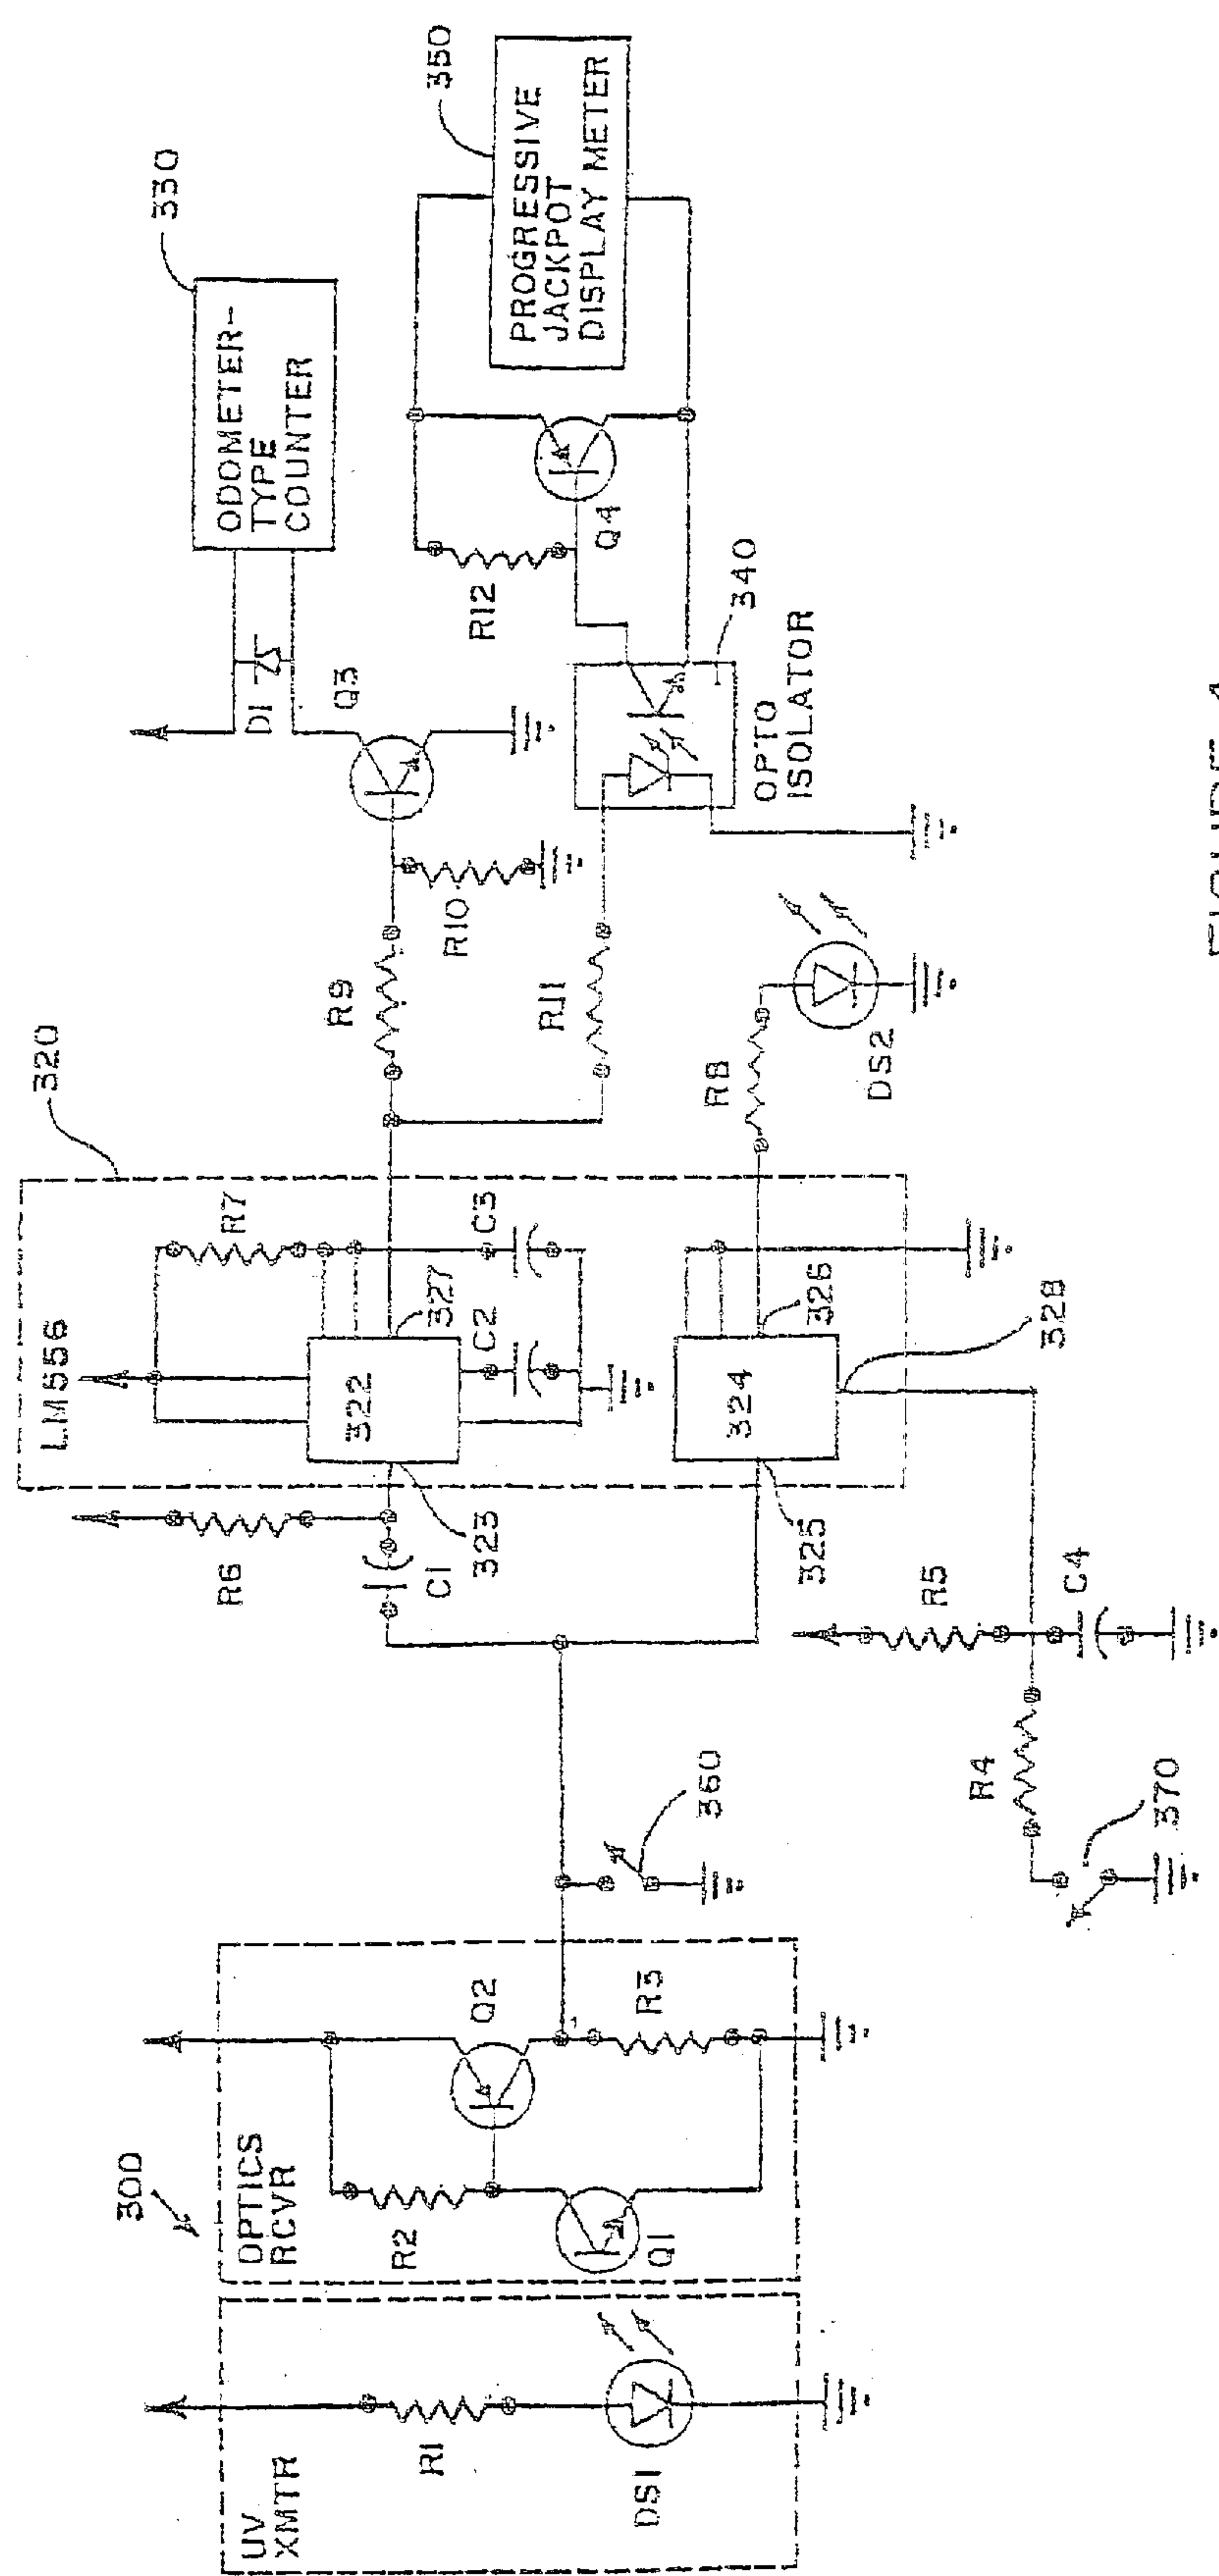 300
UV
XMTR
R1
DS1
OPTICS
RCVR
R2
Q1
Q2
R3
360
370
R4
R5
C4
R6
C1
323
325
LM556
320
322
R7
C2
C3
327
324
326
328
R8
DS2
R9
R10
R11
Q3
D1
330
ODOMETER-
TYPE
COUNTER
OPTO
ISOLATOR
340
R12
Q4
350
PROGRESSIVE
JACKPOT
DISPLAY METER